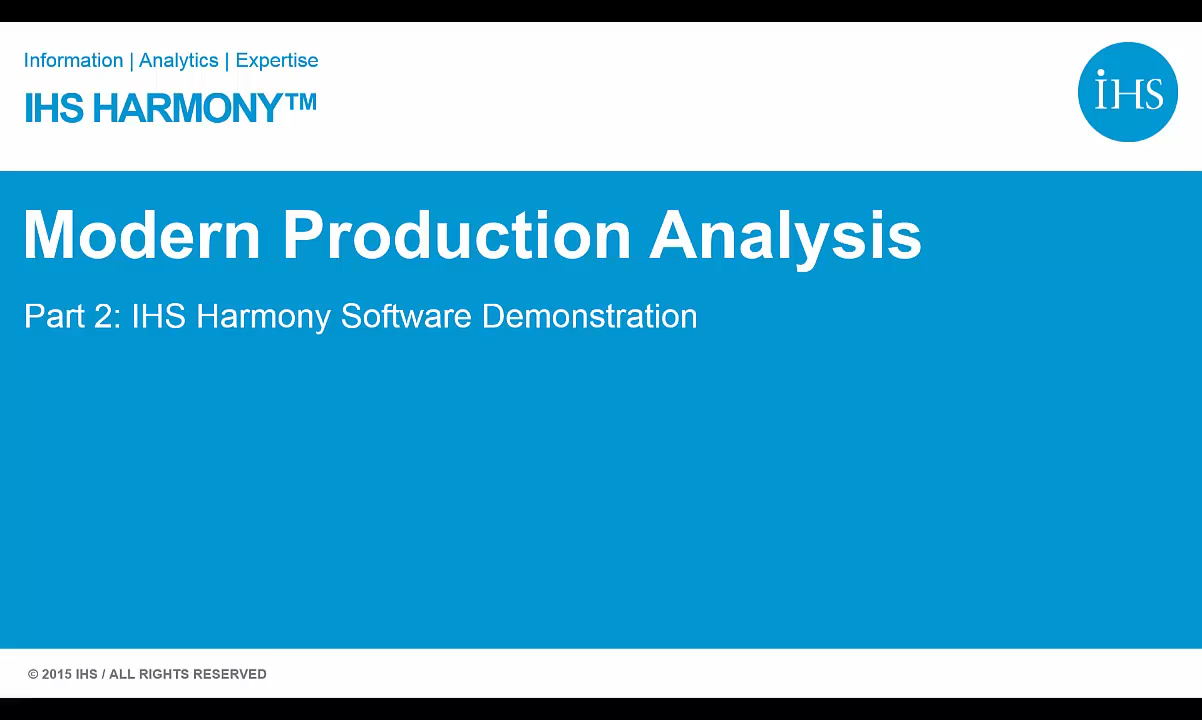 Information | Analytics | Expertise
IHS HARMONY™
iHS
Modern Production Analysis
Part 2: IHS Harmony Software Demonstration
© 2015 IHS / ALL RIGHTS RESERVED